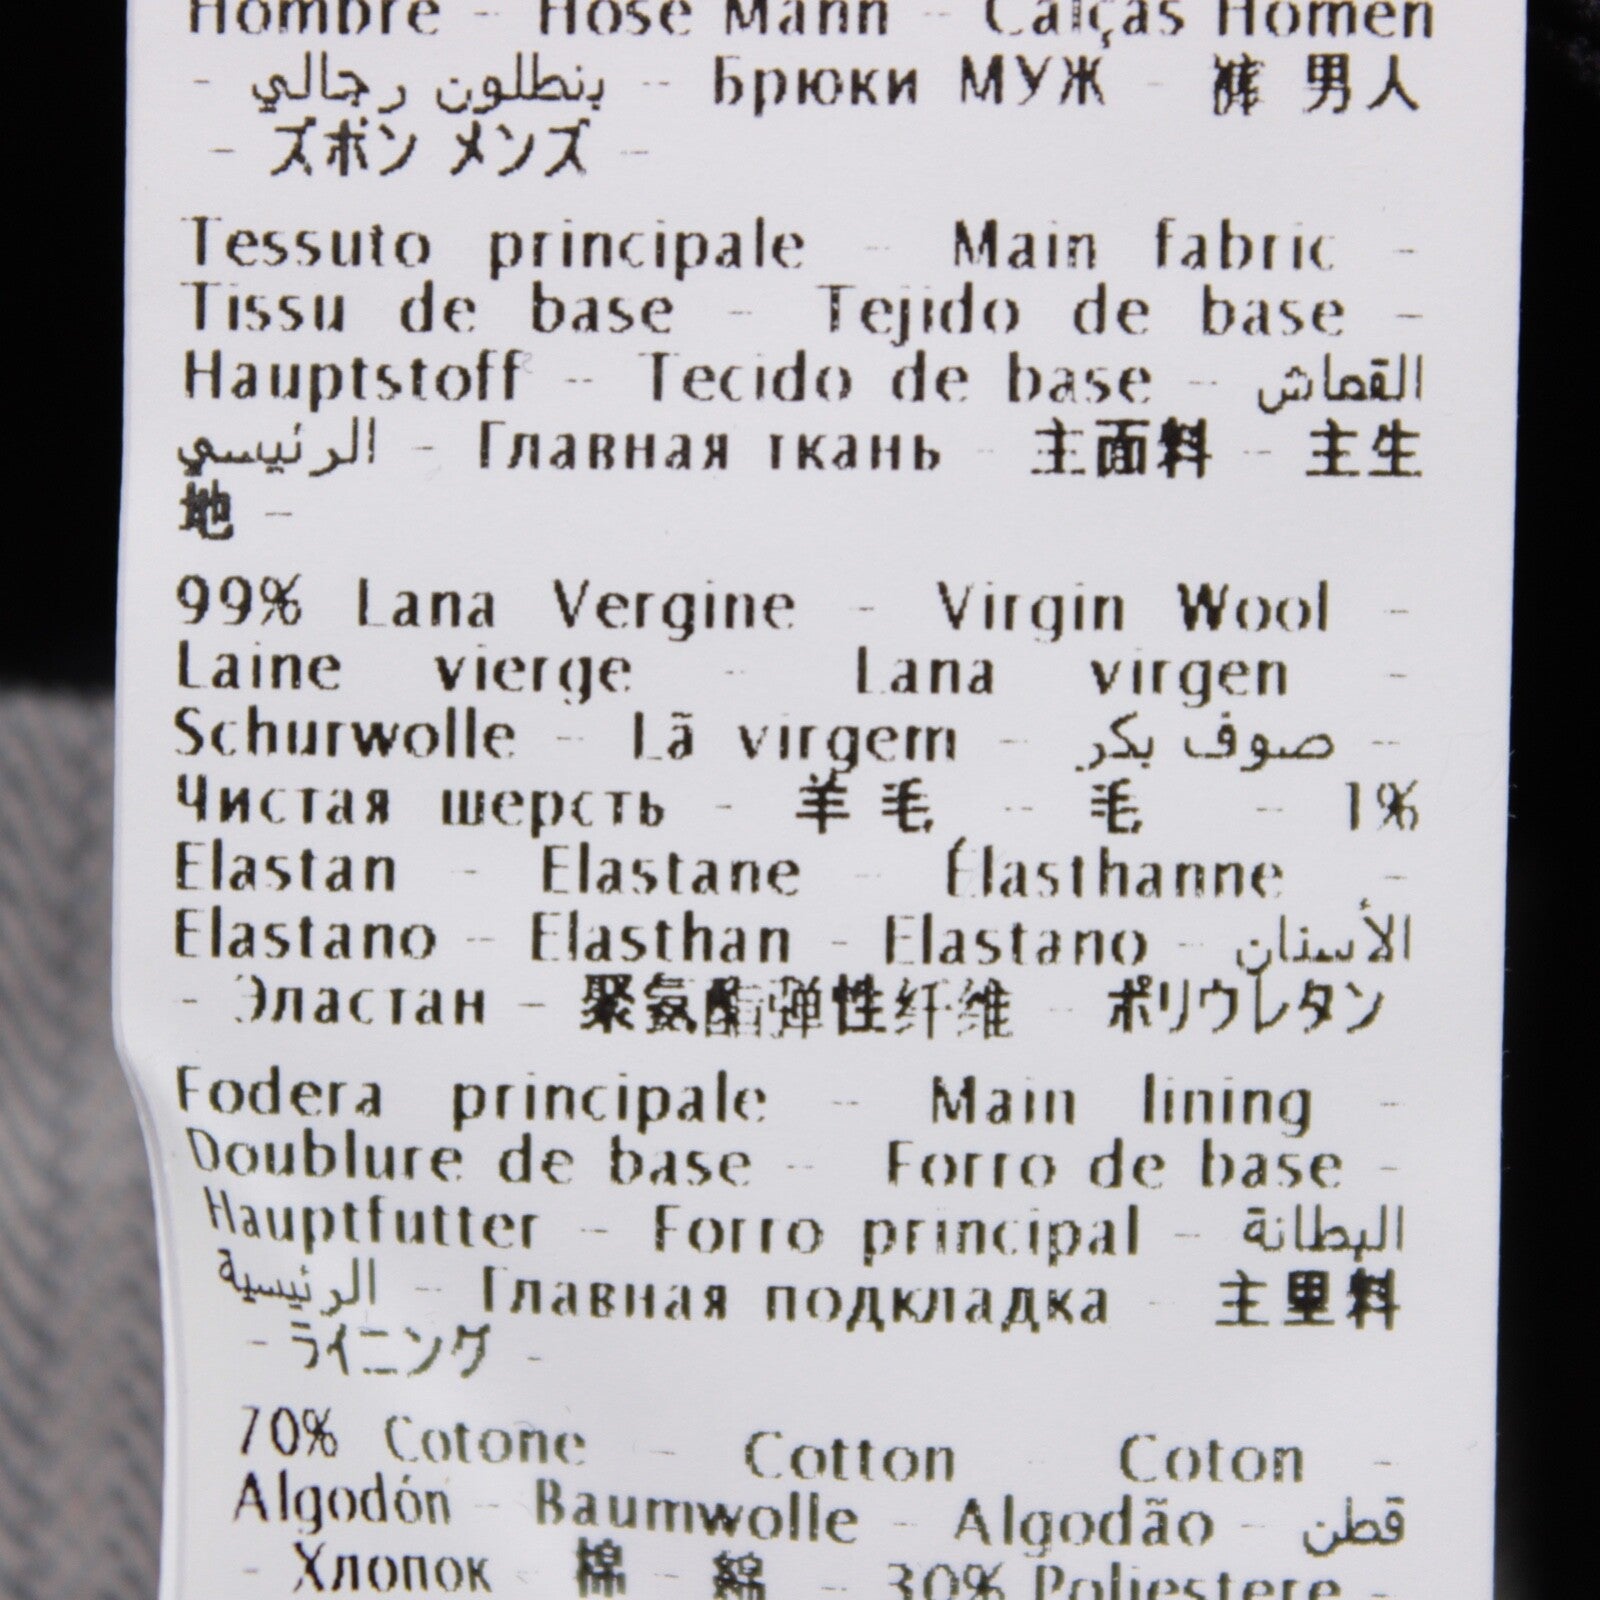 Hombre - Hose Mann - Calças Homen
- بنطلون رجالي - Брюки МУЖ - 裤 男人
- ズボン メンズ -
Tessuto principale - Main fabric -
Tissu de base - Tejido de base -
Hauptstoff - Tecido de base - القماش
الرئيسي - Главная ткань - 主面料 - 主生
地 -
99% Lana Vergine - Virgin Wool -
Laine vierge - Lana virgen -
Schurwolle - Lã virgem - صوف بكر -
Чистая шерсть - 羊毛 - 毛 - 1%
Elastan - Elastane - Élasthanne -
Elastano - Elasthan - Elastano - الأستان
- Эластан - 聚氨酯弹性纤维 - ポリウレタン
Fodera principale - Main lining -
Doublure de base - Forro de base -
Hauptfutter - Forro principal - البطانة
الرئيسية - Главная подкладка - 主里料
- ライニング -
70% Cotone - Cotton - Coton -
Algodón - Baumwolle - Algodão - قطن
- Хлопок - 棉 - 綿 - 30% Poliestere -